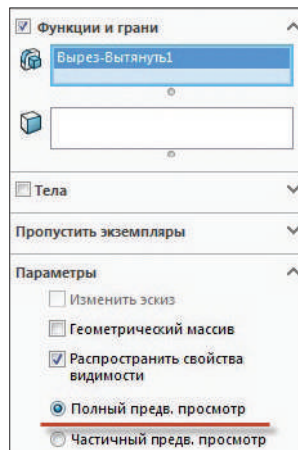 Функции и грани
Вырез-Вытянуть1
Тела
Пропустить экземпляры
Параметры
Изменить эскиз
Геометрический массив
Распространить свойства
видимости
Полный предв. просмотр
Частичный предв. просмотр